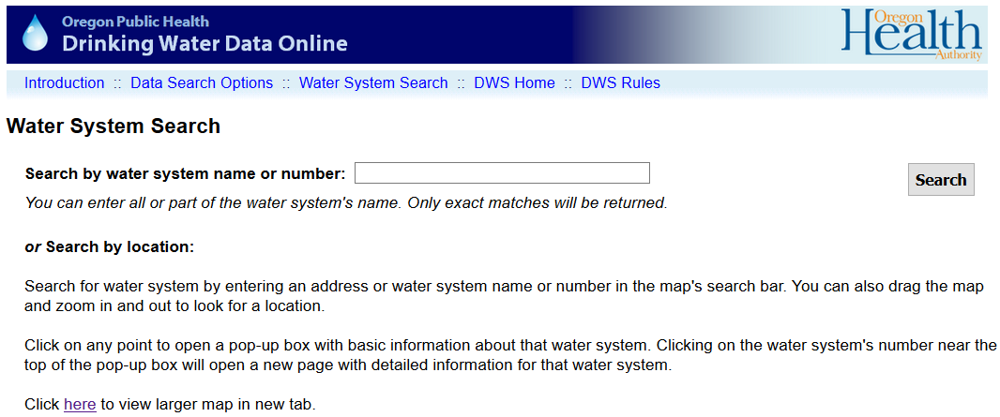 Oregon Public Health
Drinking Water Data Online
Oregon
Health
Authority
Introduction :: Data Search Options :: Water System Search :: DWS Home :: DWS Rules
Water System Search
Search by water system name or number:
Search
You can enter all or part of the water system's name. Only exact matches will be returned.
or Search by location:
Search for water system by entering an address or water system name or number in the map's search bar. You can also drag the map
and zoom in and out to look for a location.
Click on any point to open a pop-up box with basic information about that water system. Clicking on the water system's number near the
top of the pop-up box will open a new page with detailed information for that water system.
Click here to view larger map in new tab.